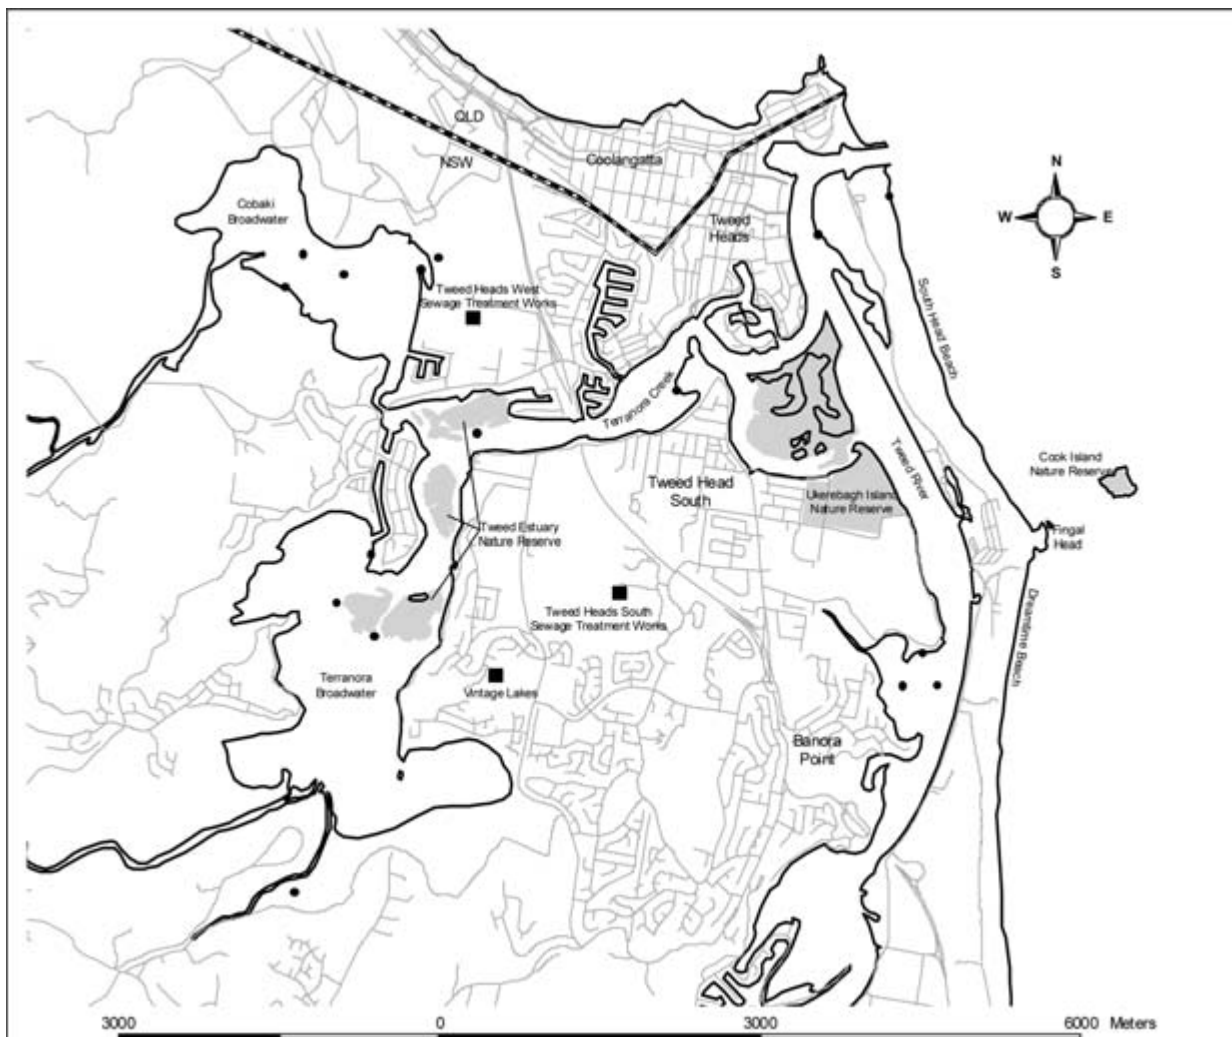 QLD
NSW
Coolangatta
N
W
E
S
Cobaki
Broadwater
Tweed
Heads
Tweed Heads West
Sewage Treatment Works
South Head Beach
Terranora Creek
Tweed River
Cook Island
Nature Reserve
Tweed Head
South
Ukerebagh Island
Nature Reserve
Fingal
Head
Tweed Estuary
Nature Reserve
Dreamtime Beach
Tweed Heads South
Sewage Treatment Works
Terranora
Broadwater
Vintage Lakes
Banora
Point
3000
0
3000
6000 Meters